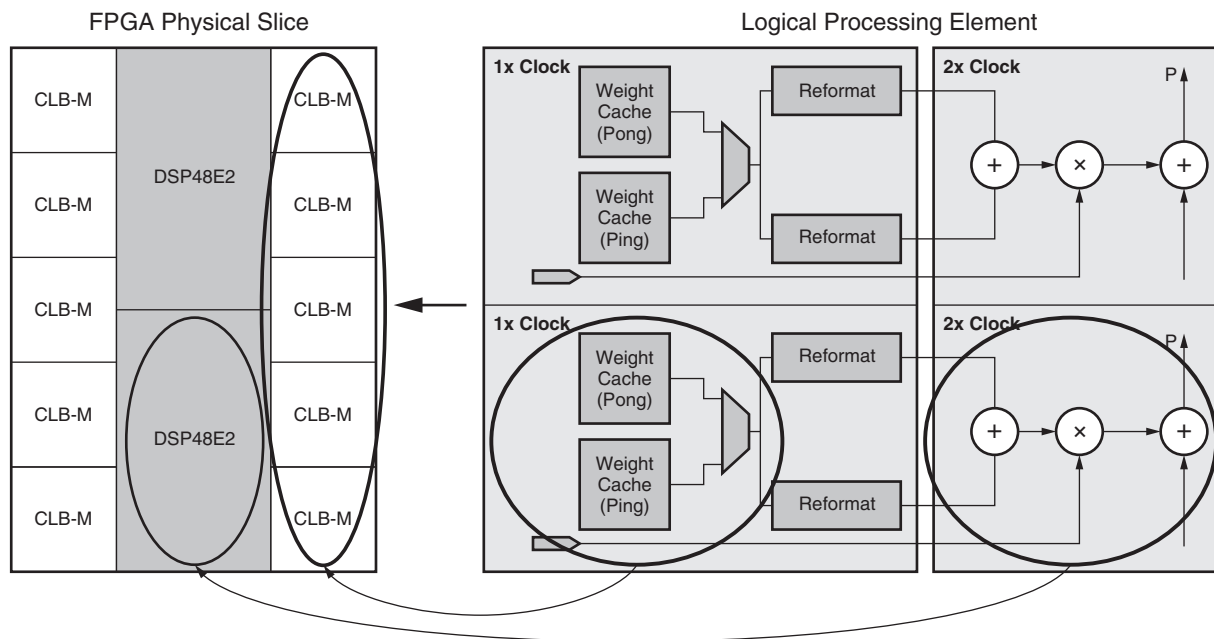 FPGA Physical Slice
Logical Processing Element
CLB-M
CLB-M
CLB-M
CLB-M
CLB-M
DSP48E2
DSP48E2
CLB-M
CLB-M
CLB-M
CLB-M
CLB-M
1x Clock
Weight
Cache
(Pong)
Weight
Cache
(Ping)
Reformat
Reformat
2x Clock
P
+
×
+
1x Clock
Weight
Cache
(Pong)
Weight
Cache
(Ping)
Reformat
Reformat
2x Clock
P
+
×
+